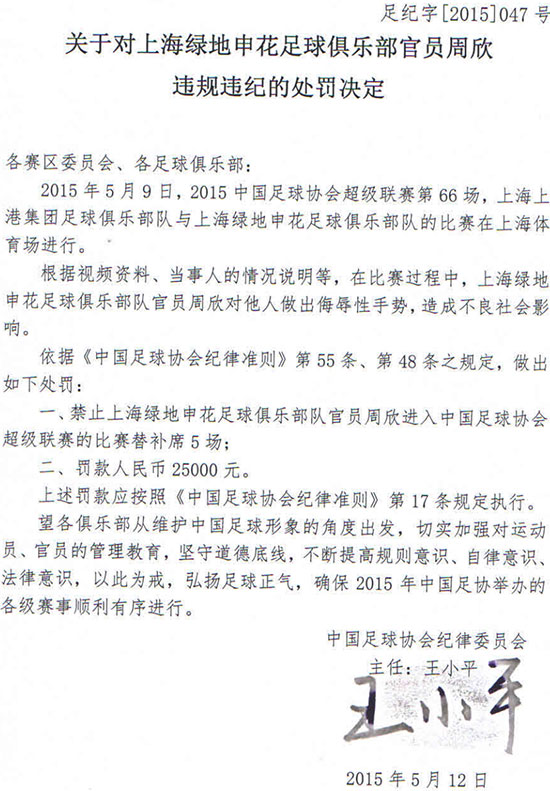 足纪字[2015]047号
关于对上海绿地申花足球俱乐部官员周欣
违规违纪的处罚决定
各赛区委员会、各足球俱乐部：
2015年5月9日，2015中国足球协会超级联赛第66场，上海上
港集团足球俱乐部队与上海绿地申花足球俱乐部队的比赛在上海体
育场进行。
根据视频资料、当事人的情况说明等，在比赛过程中，上海绿地
申花足球俱乐部队官员周欣对他人做出侮辱性手势，造成不良社会影
响。
依据《中国足球协会纪律准则》第55条、第48条之规定，做出
如下处罚：
一、禁止上海绿地申花足球俱乐部队官员周欣进入中国足球协会
超级联赛的比赛替补席5场；
二、罚款人民币25000元。
上述罚款应按照《中国足球协会纪律准则》第17条规定执行。
望各俱乐部从维护中国足球形象的角度出发，切实加强对运动
员、官员的管理教育，坚守道德底线，不断提高规则意识、自律意识、
法律意识，以此为戒，弘扬足球正气，确保2015年中国足协举办的
各级赛事顺利有序进行。
中国足球协会纪律委员会
主任：王小平
王小平
2015年5月12日